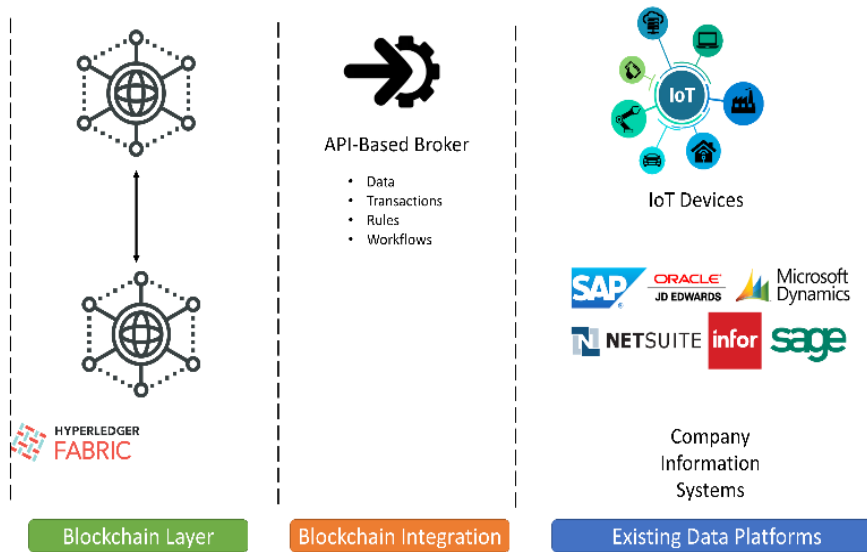 HYPERLEDGER
FABRIC
Blockchain Layer
API-Based Broker
• Data
• Transactions
• Rules
• Workflows
Blockchain Integration
IoT
IoT Devices
SAP®
ORACLE®
JD EDWARDS
Microsoft
Dynamics
N NETSUITE
infor
sage
Company
Information
Systems
Existing Data Platforms